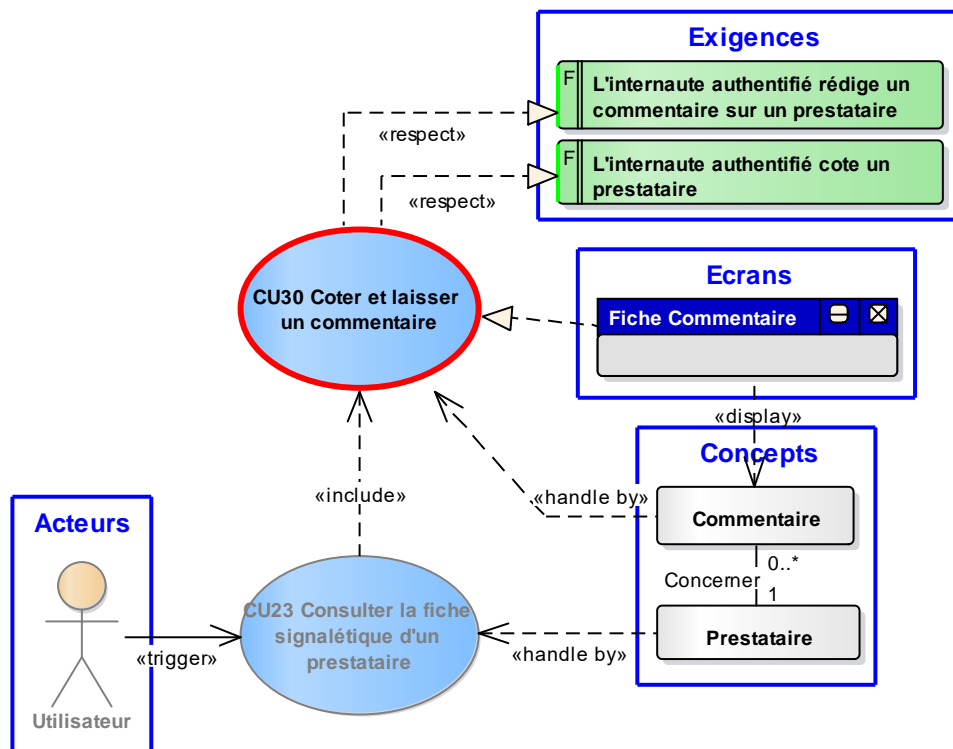 Exigences
F
L'internaute authentifié rédige un
commentaire sur un prestataire
«respect»
F
L'internaute authentifié cote un
prestataire
«respect»
Ecrans
CU30 Coter et laisser
un commentaire
Fiche Commentaire
«display»
Concepts
«include»
«handle by»
Commentaire
Acteurs
0..*
Concerner
1
CU23 Consulter la fiche
signalétique d'un
prestataire
Prestataire
«trigger»
«handle by»
Utilisateur